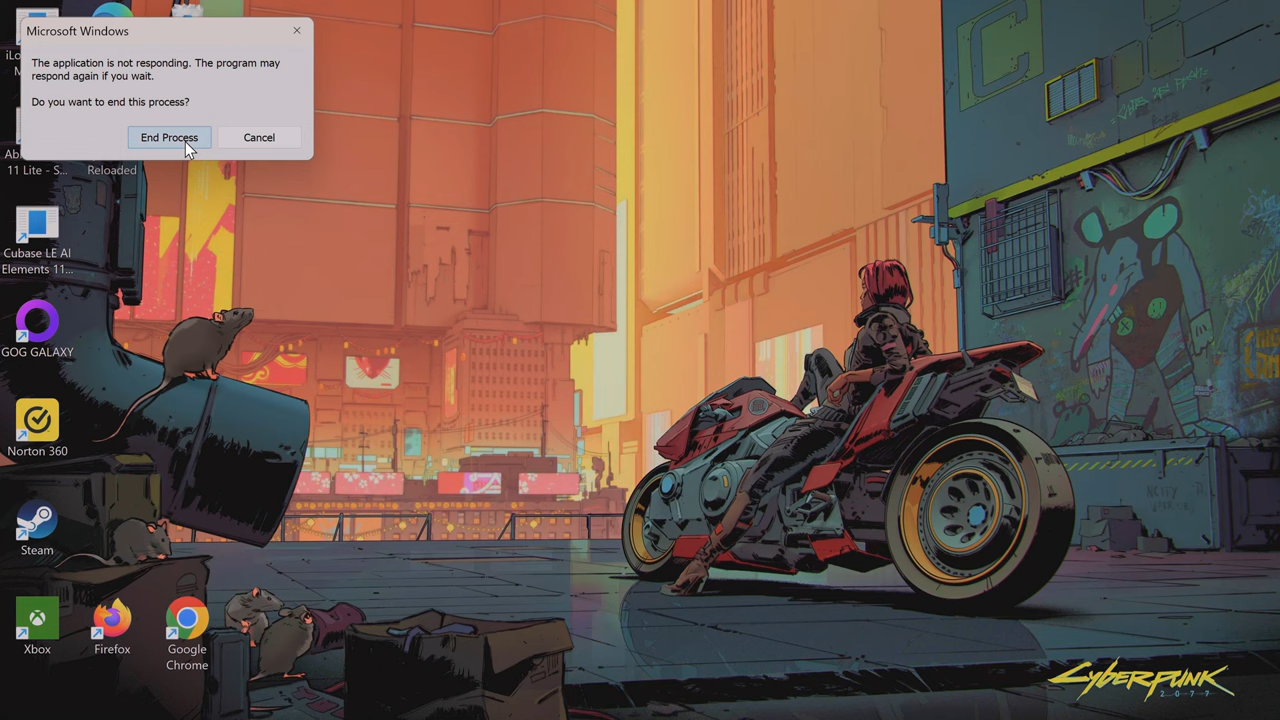 Microsoft Windows
The application is not responding. The program may
respond again if you wait.
Do you want to end this process?
End Process
Cancel
11 Lite - S...
Reloaded
Cubase LE AI
Elements 11...
GOG GALAXY
Norton 360
Steam
Xbox
Firefox
Google
Chrome
Cyberpunk
2077